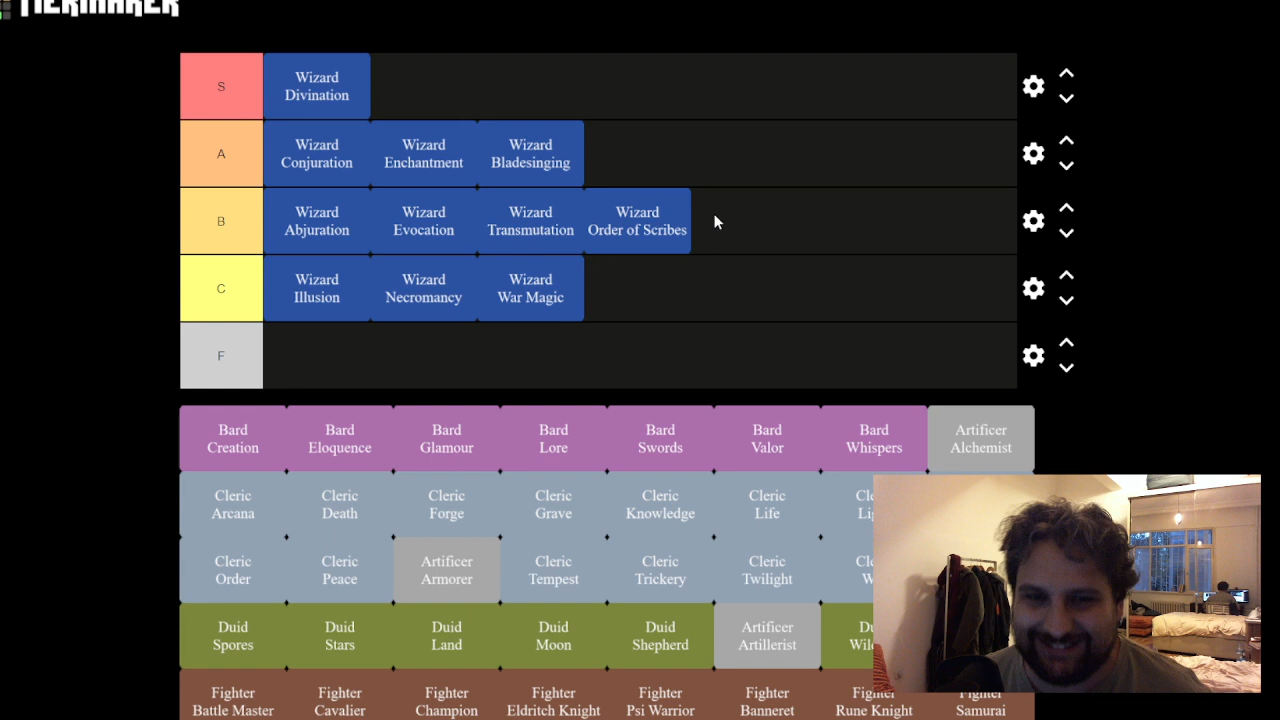 TIERMAKER
S
Wizard
Divination
A
Wizard
Conjuration
Wizard
Enchantment
Wizard
Bladesinging
B
Wizard
Abjuration
Wizard
Evocation
Wizard
Transmutation
Wizard
Order of Scribes
C
Wizard
Illusion
Wizard
Necromancy
Wizard
War Magic
F
Bard
Creation
Bard
Eloquence
Bard
Glamour
Bard
Lore
Bard
Swords
Bard
Valor
Bard
Whispers
Artificer
Alchemist
Cleric
Arcana
Cleric
Death
Cleric
Forge
Cleric
Grave
Cleric
Knowledge
Cleric
Life
Cleric
Order
Cleric
Peace
Artificer
Armorer
Cleric
Tempest
Cleric
Trickery
Cleric
Twilight
Duid
Spores
Duid
Stars
Duid
Land
Duid
Moon
Duid
Shepherd
Artificer
Artillerist
Fighter
Battle Master
Fighter
Cavalier
Fighter
Champion
Fighter
Eldritch Knight
Fighter
Psi Warrior
Fighter
Banneret
Fighter
Rune Knight
Fighter
Samurai